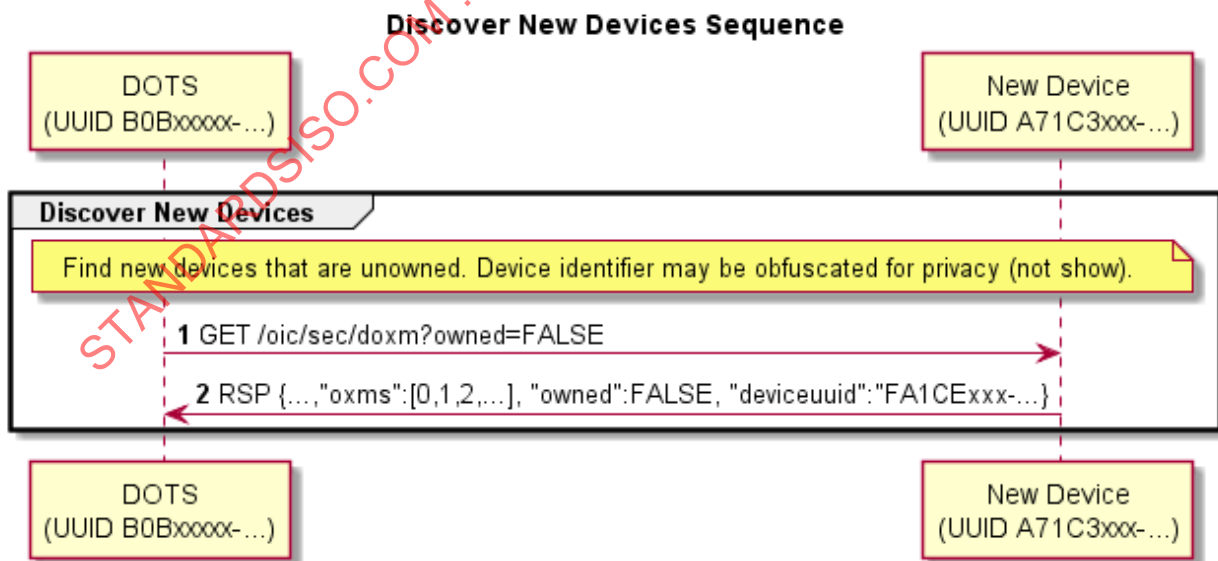 Discover New Devices Sequence
DOTS
(UUID B0Bxxxxx-...)
New Device
(UUID A71C3xxx-...)
Discover New Devices
Find new devices that are unowned. Device identifier may be obfuscated for privacy (not show).
1 GET /oic/sec/doxm?owned=FALSE
2 RSP {...,"oxms":[0,1,2,...], "owned":FALSE, "deviceuuid":"FA1CExxx-...}
DOTS
(UUID B0Bxxxxx-...)
New Device
(UUID A71C3xxx-...)
STANDARDSISO.COM